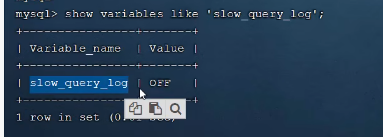 mysql> show variables like 'slow_query_log';
+----------------+-------+
| Variable_name | Value |
+----------------+-------+
| slow_query_log | OFF |
+----------------+-------+
1 row in set